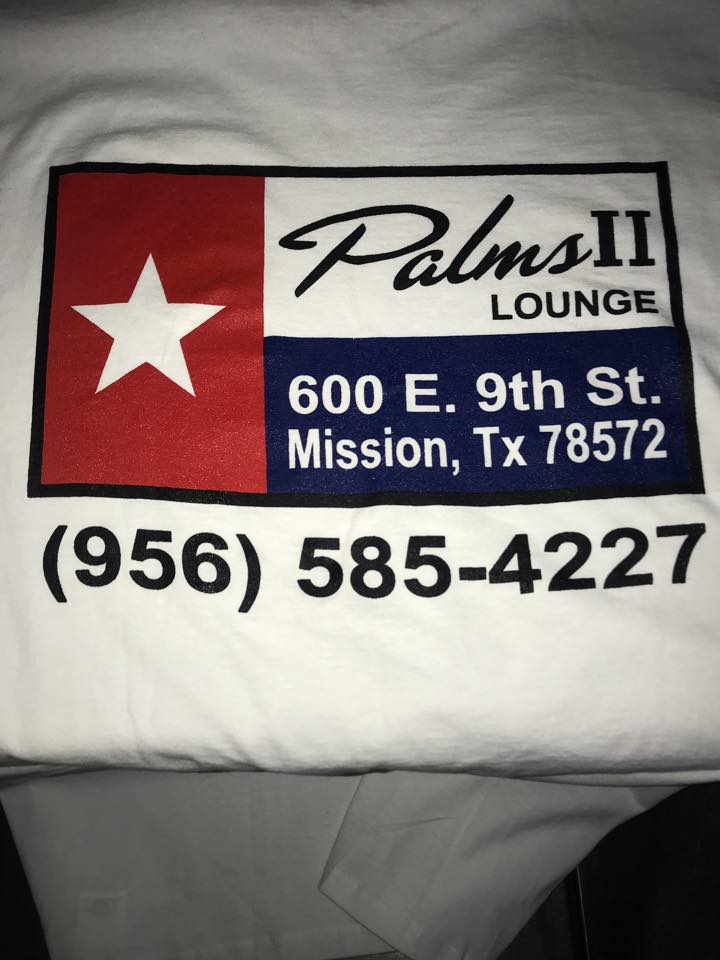 Palms II
LOUNGE
600 E. 9th St.
Mission, Tx 78572
(956) 585-4227